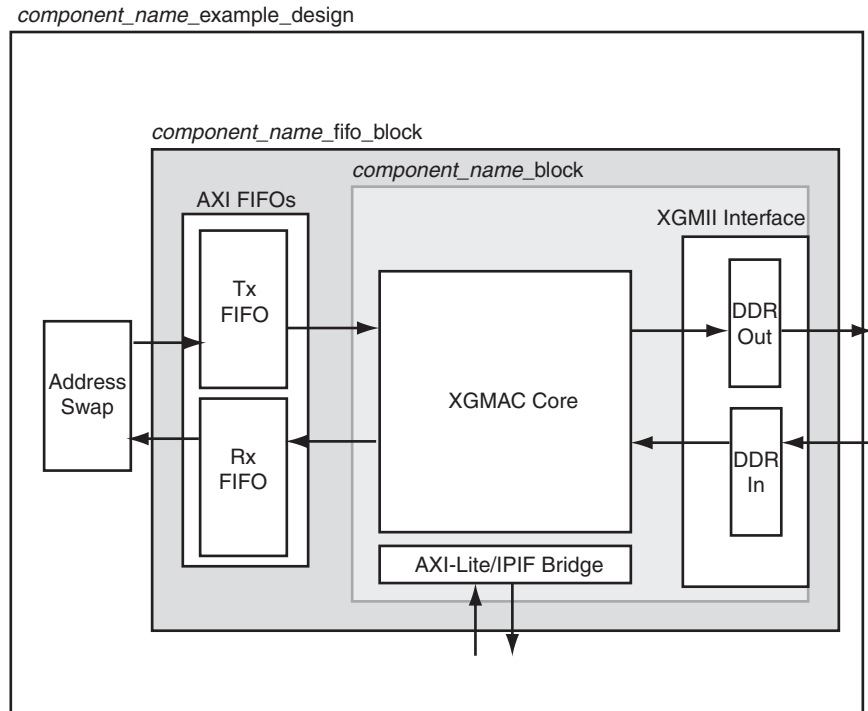 component_name_example_design
component_name_fifo_block
component_name_block
AXI FIFOs
XGMII Interface
Tx
FIFO
DDR
Out
Address
Swap
XGMAC Core
Rx
FIFO
DDR
In
AXI-Lite/IPIF Bridge